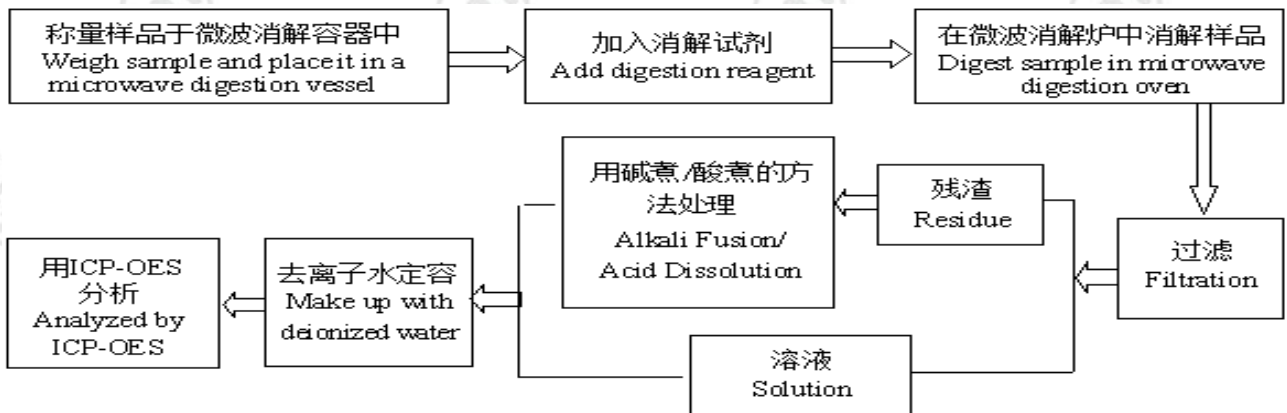 称量样品于微波消解容器中
Weigh sample and place it in a
microwave digestion vessel
加入消解试剂
Add digestion reagent
在微波消解炉中消解样品
Digest sample in microwave
digestion oven
过滤
Filtration
残渣
Residue
用碱煮/酸煮的方
法处理
Alkali Fusion/
Acid Dissolution
溶液
Solution
去离子水定容
Make up with
deionized water
用ICP-OES
分析
Analyzed by
ICP-OES